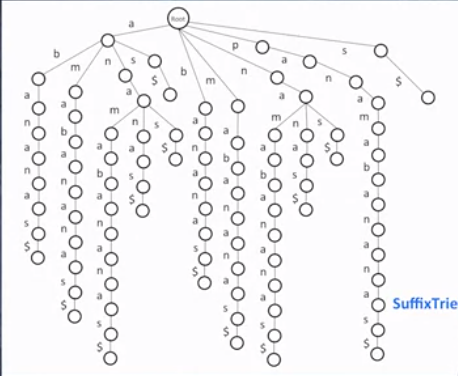 Root
a
p s
b n s a
m b m n n
$ $
a a a
a
m n s a m n s m
n b a b
a a $ n a a $ a
a b s a b s b
n a $ n a a $ a
a n a n n n
s a a s a a a
$ n n $ n n n
a a a a a
s s s s s
$ $ $ $ $
SuffixTrie